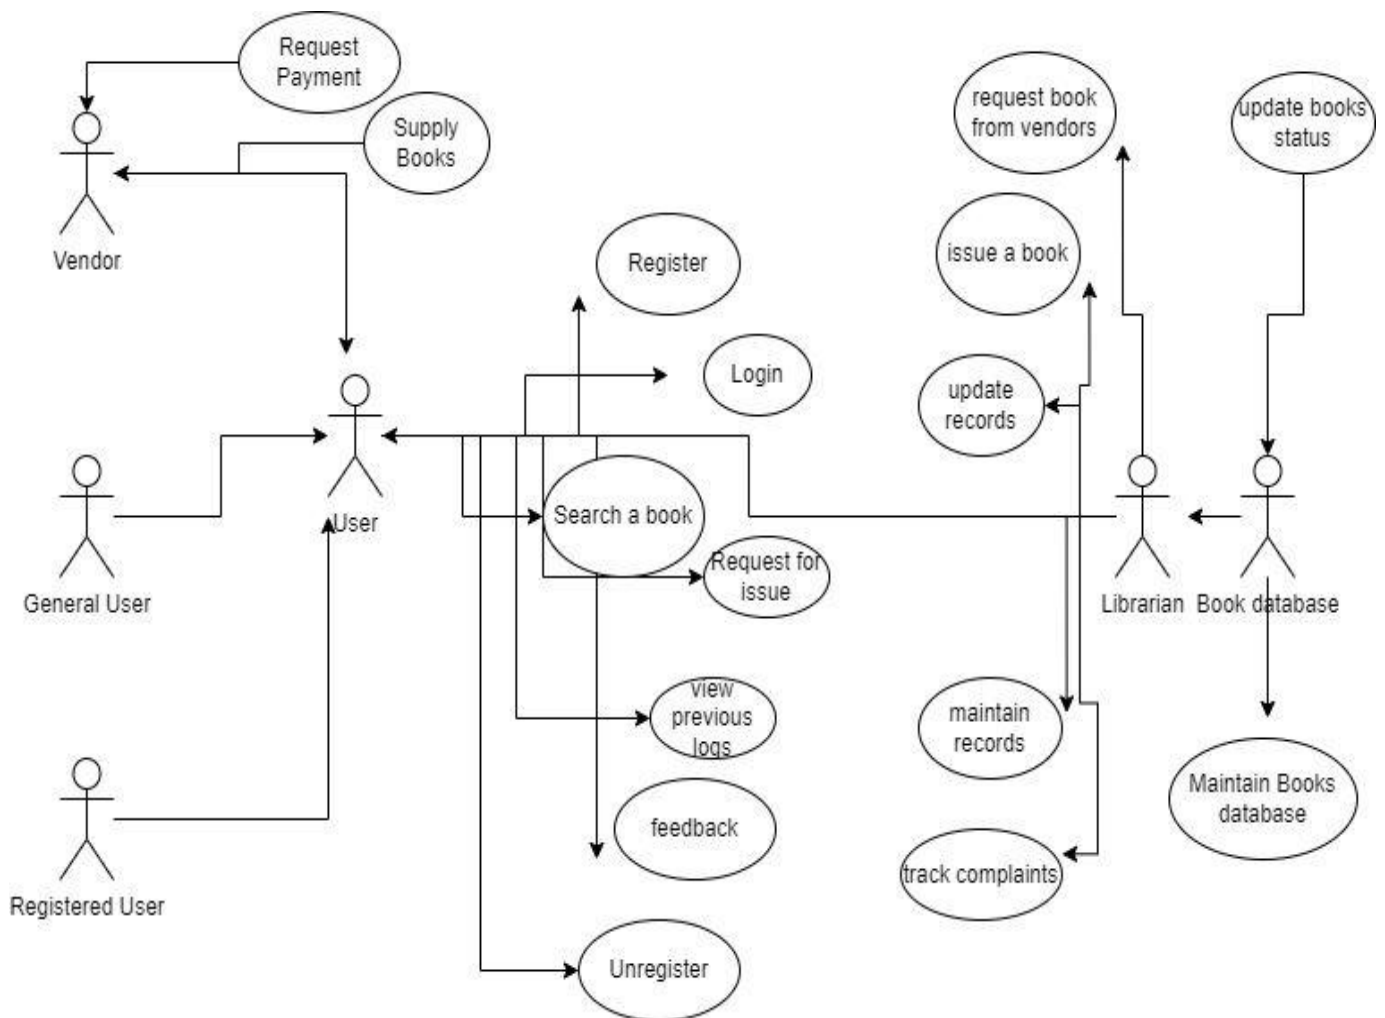 Request
Payment
Supply
Books
Vendor
request book
from vendors
update books
status
issue a book
Register
Login
update
records
User
Search a book
Request for
issue
General User
Librarian
Book database
view
previous
logs
maintain
records
Maintain Books
database
feedback
track complaints
Registered User
Unregister